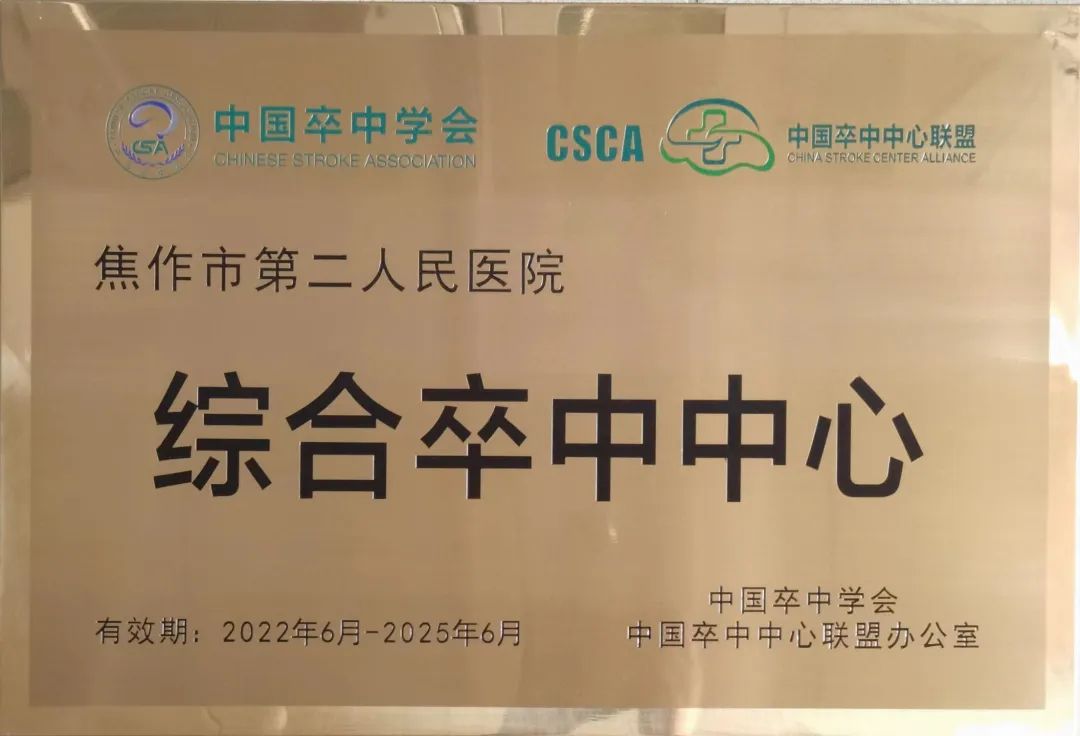 中国卒中学会
CHINESE STROKE ASSOCIATION
CSA
CSCA
中国卒中中心联盟
CHINA STROKE CENTER ALLIANCE
焦作市第二人民医院
综合卒中中心
有效期：2022年6月-2025年6月
中国卒中学会
中国卒中中心联盟办公室